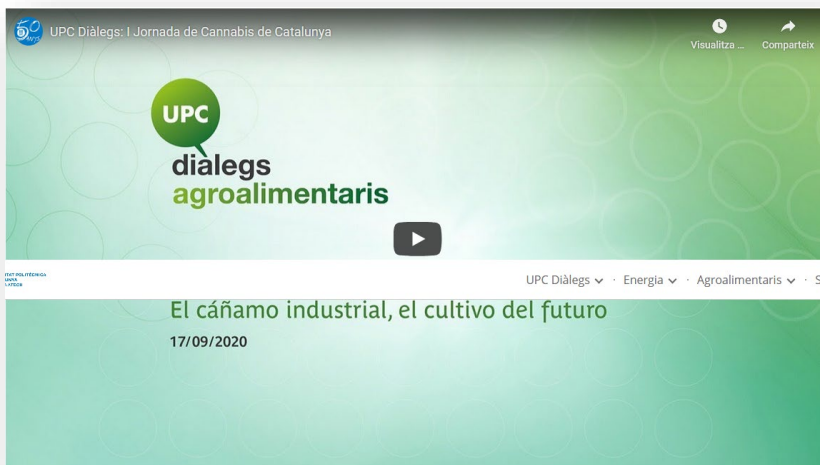 UPC Diàlegs: I Jornada de Cannabis de Catalunya
Visualitza ...
Comparteix
UPC
diàlegs
agroalimentaris
UPC Diàlegs · Energia · Agroalimentaris ·
El cáñamo industrial, el cultivo del futuro
17/09/2020